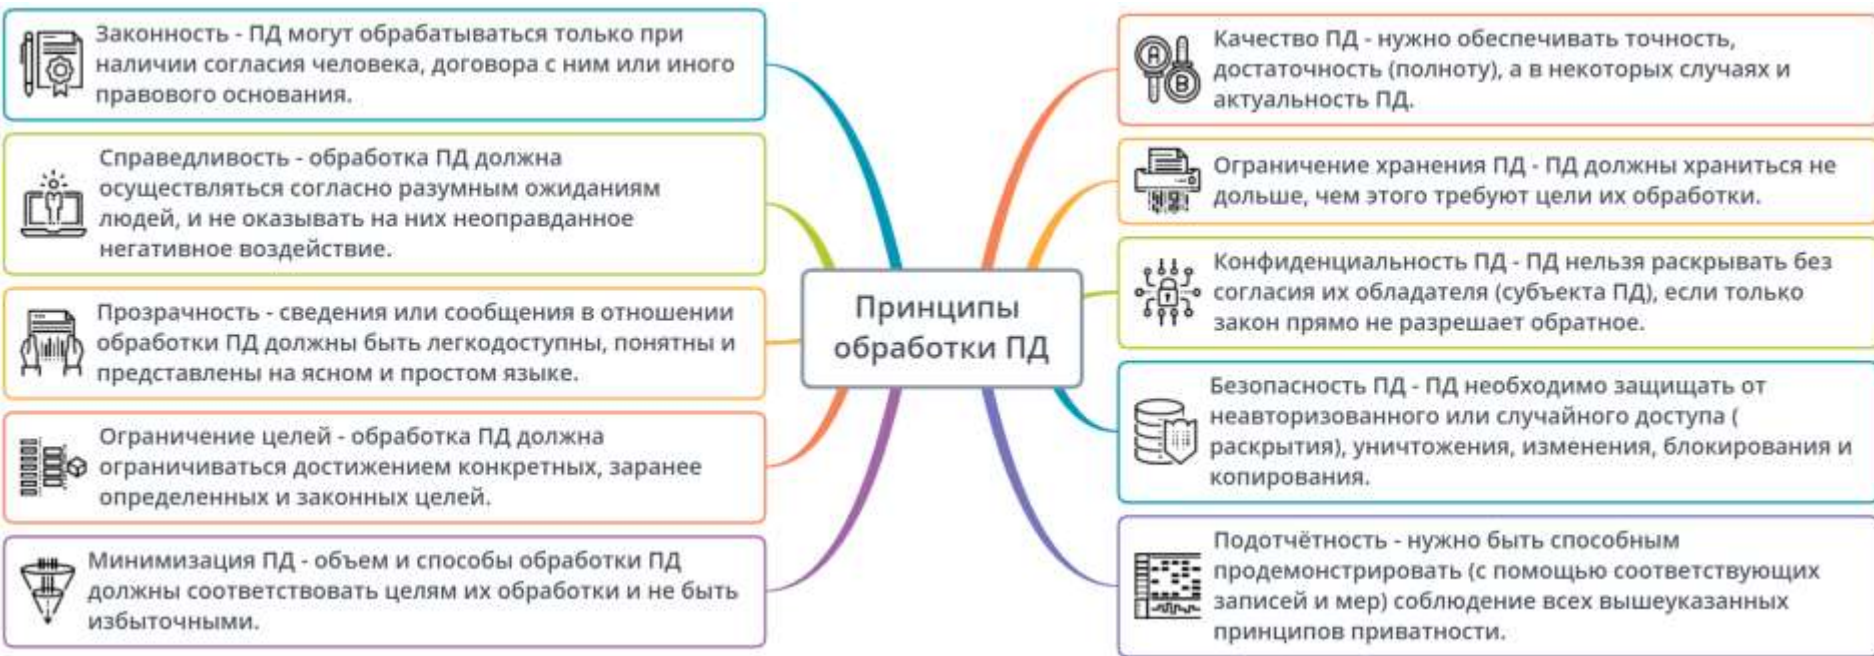 Законность - ПД могут обрабатываться только при
наличии согласия человека, договора с ним или иного
правового основания.
Справедливость - обработка ПД должна
осуществляться согласно разумным ожиданиям
людей, и не оказывать на них неоправданное
негативное воздействие.
Прозрачность - сведения или сообщения в отношении
обработки ПД должны быть легкодоступны, понятны и
представлены на ясном и простом языке.
Ограничение целей - обработка ПД должна
ограничиваться достижением конкретных, заранее
определенных и законных целей.
Минимизация ПД - объем и способы обработки ПД
должны соответствовать целям их обработки и не быть
избыточными.
Принципы
обработки ПД
A
B
Качество ПД - нужно обеспечивать точность,
достаточность (полноту), а в некоторых случаях и
актуальность ПД.
Ограничение хранения ПД - ПД должны храниться не
дольше, чем этого требуют цели их обработки.
Конфиденциальность ПД - ПД нельзя раскрывать без
согласия их обладателя (субъекта ПД), если только
закон прямо не разрешает обратное.
Безопасность ПД - ПД необходимо защищать от
неавторизованного или случайного доступа (
раскрытия), уничтожения, изменения, блокирования и
копирования.
Подотчётность - нужно быть способным
продемонстрировать (с помощью соответствующих
записей и мер) соблюдение всех вышеуказанных
принципов приватности.